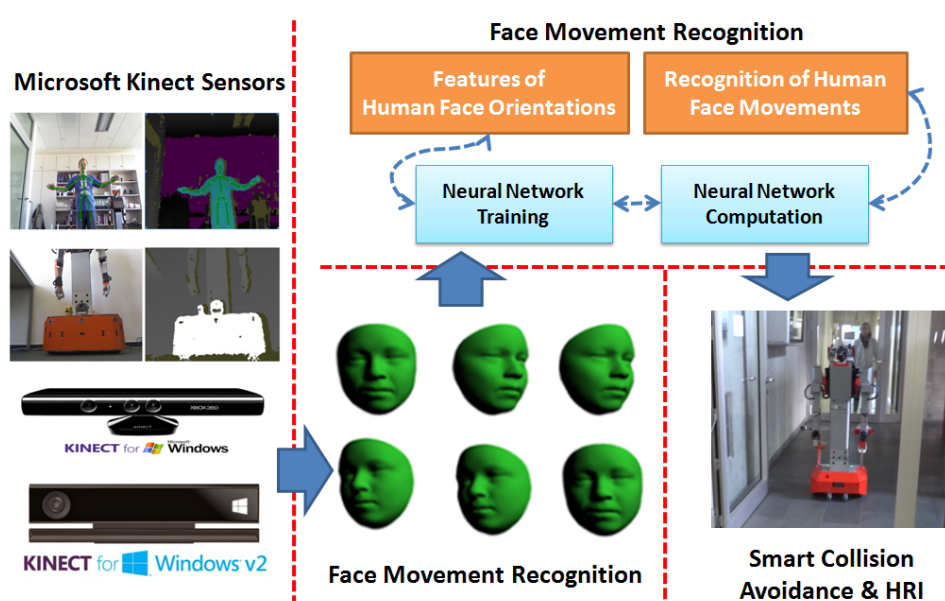 Microsoft Kinect Sensors
XBOX 360
KINECT
KINECT for Microsoft Windows
KINECT for Windows v2
Face Movement Recognition
Features of
Human Face Orientations
Recognition of Human
Face Movements
Neural Network
Training
Neural Network
Computation
Face Movement Recognition
Smart Collision
Avoidance & HRI